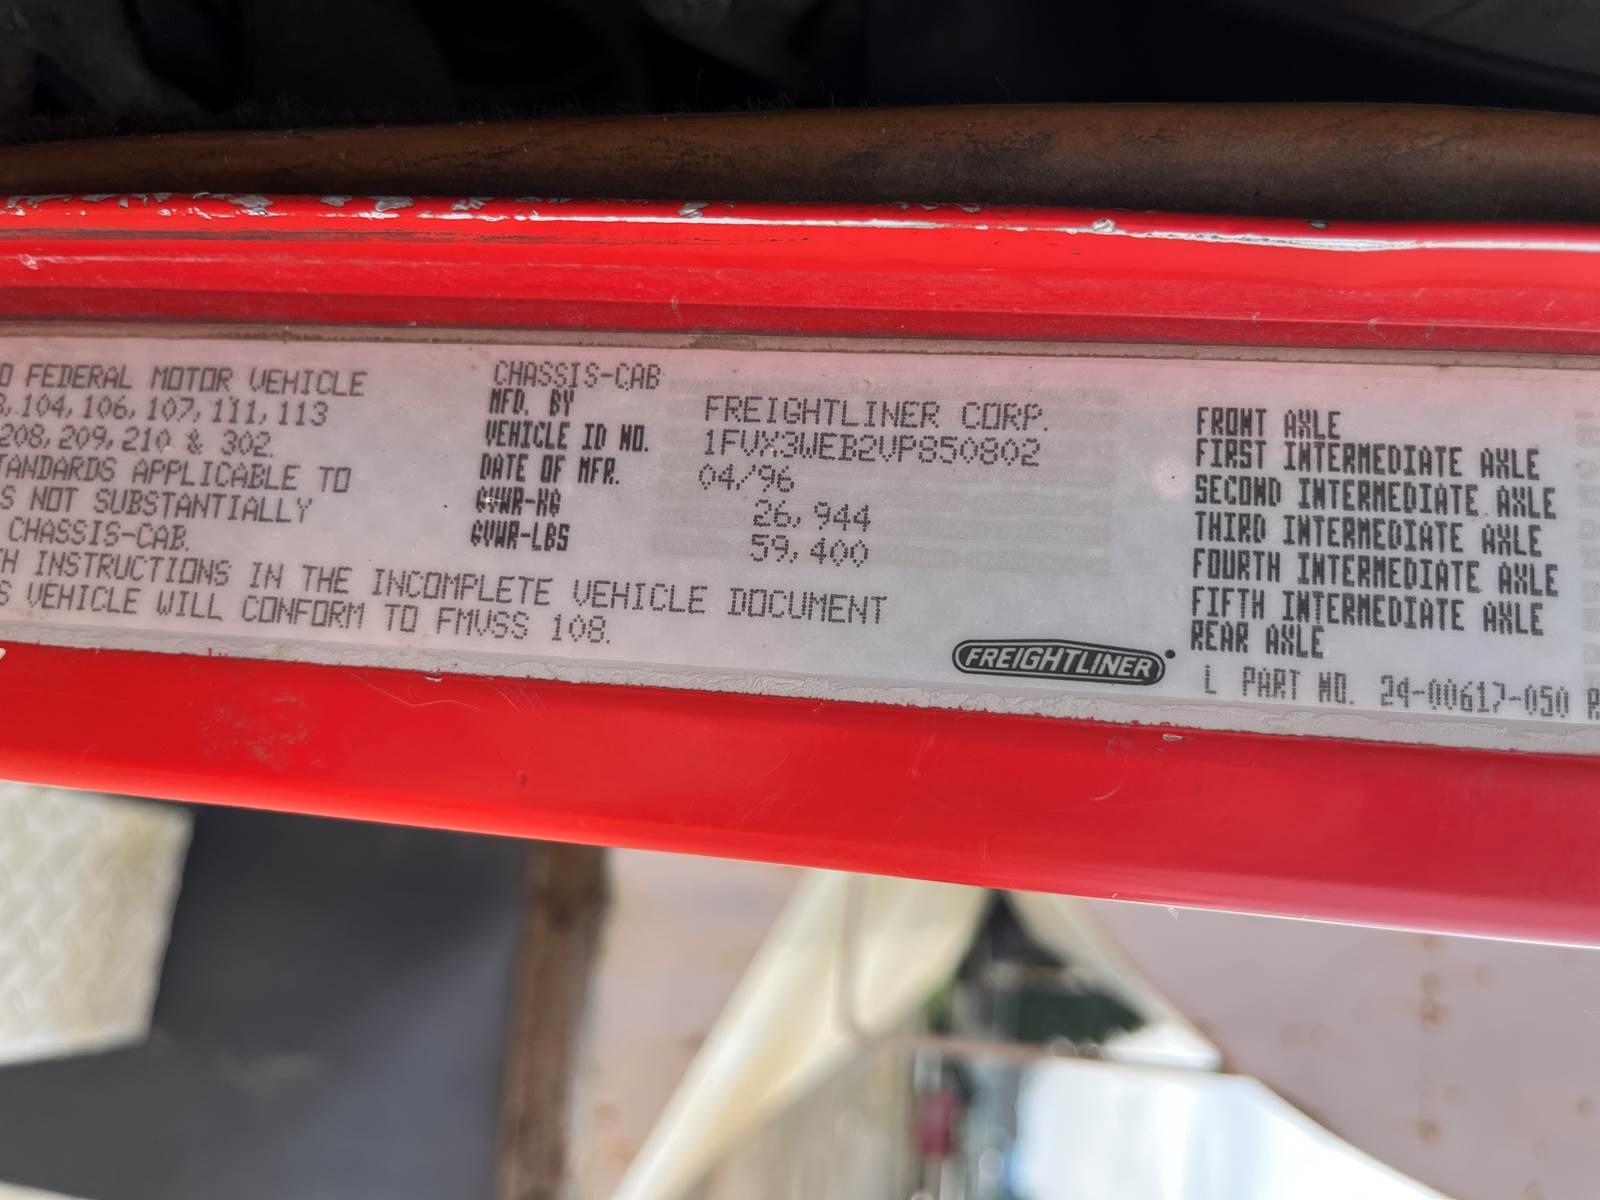 O FEDERAL MOTOR VEHICLE
3, 104, 106, 107, 111, 113
208, 209, 210 & 302.
TANDARDS APPLICABLE TO
S NOT SUBSTANTIALLY
CHASSIS-CAB.
H INSTRUCTIONS IN THE INCOMPLETE VEHICLE DOCUMENT
S VEHICLE WILL CONFORM TO FMVSS 108.
CHASSIS-CAB
MFD. BY FREIGHTLINER CORP.
VEHICLE ID NO. 1FVX3WEB2VP850802
DATE OF MFR. 04/96
GVWR-KG 26,944
GVWR-LBS 59,400
FREIGHTLINER
FRONT AXLE
FIRST INTERMEDIATE AXLE
SECOND INTERMEDIATE AXLE
THIRD INTERMEDIATE AXLE
FOURTH INTERMEDIATE AXLE
FIFTH INTERMEDIATE AXLE
REAR AXLE
L PART NO. 24-00617-050 R